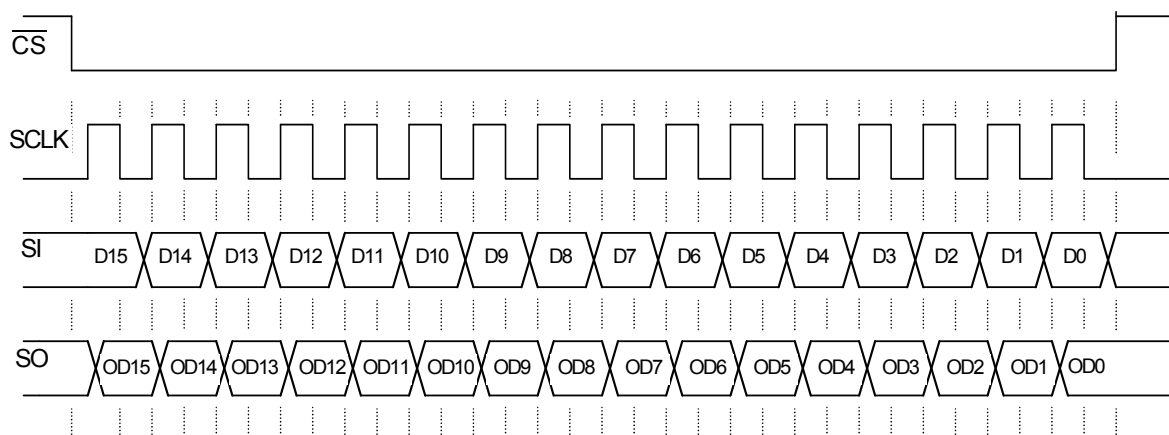 CS
SCLK
SI D15 D14 D13 D12 D11 D10 D9 D8 D7 D6 D5 D4 D3 D2 D1 D0
SO OD15 OD14 OD13 OD12 OD11 OD10 OD9 OD8 OD7 OD6 OD5 OD4 OD3 OD2 OD1 OD0